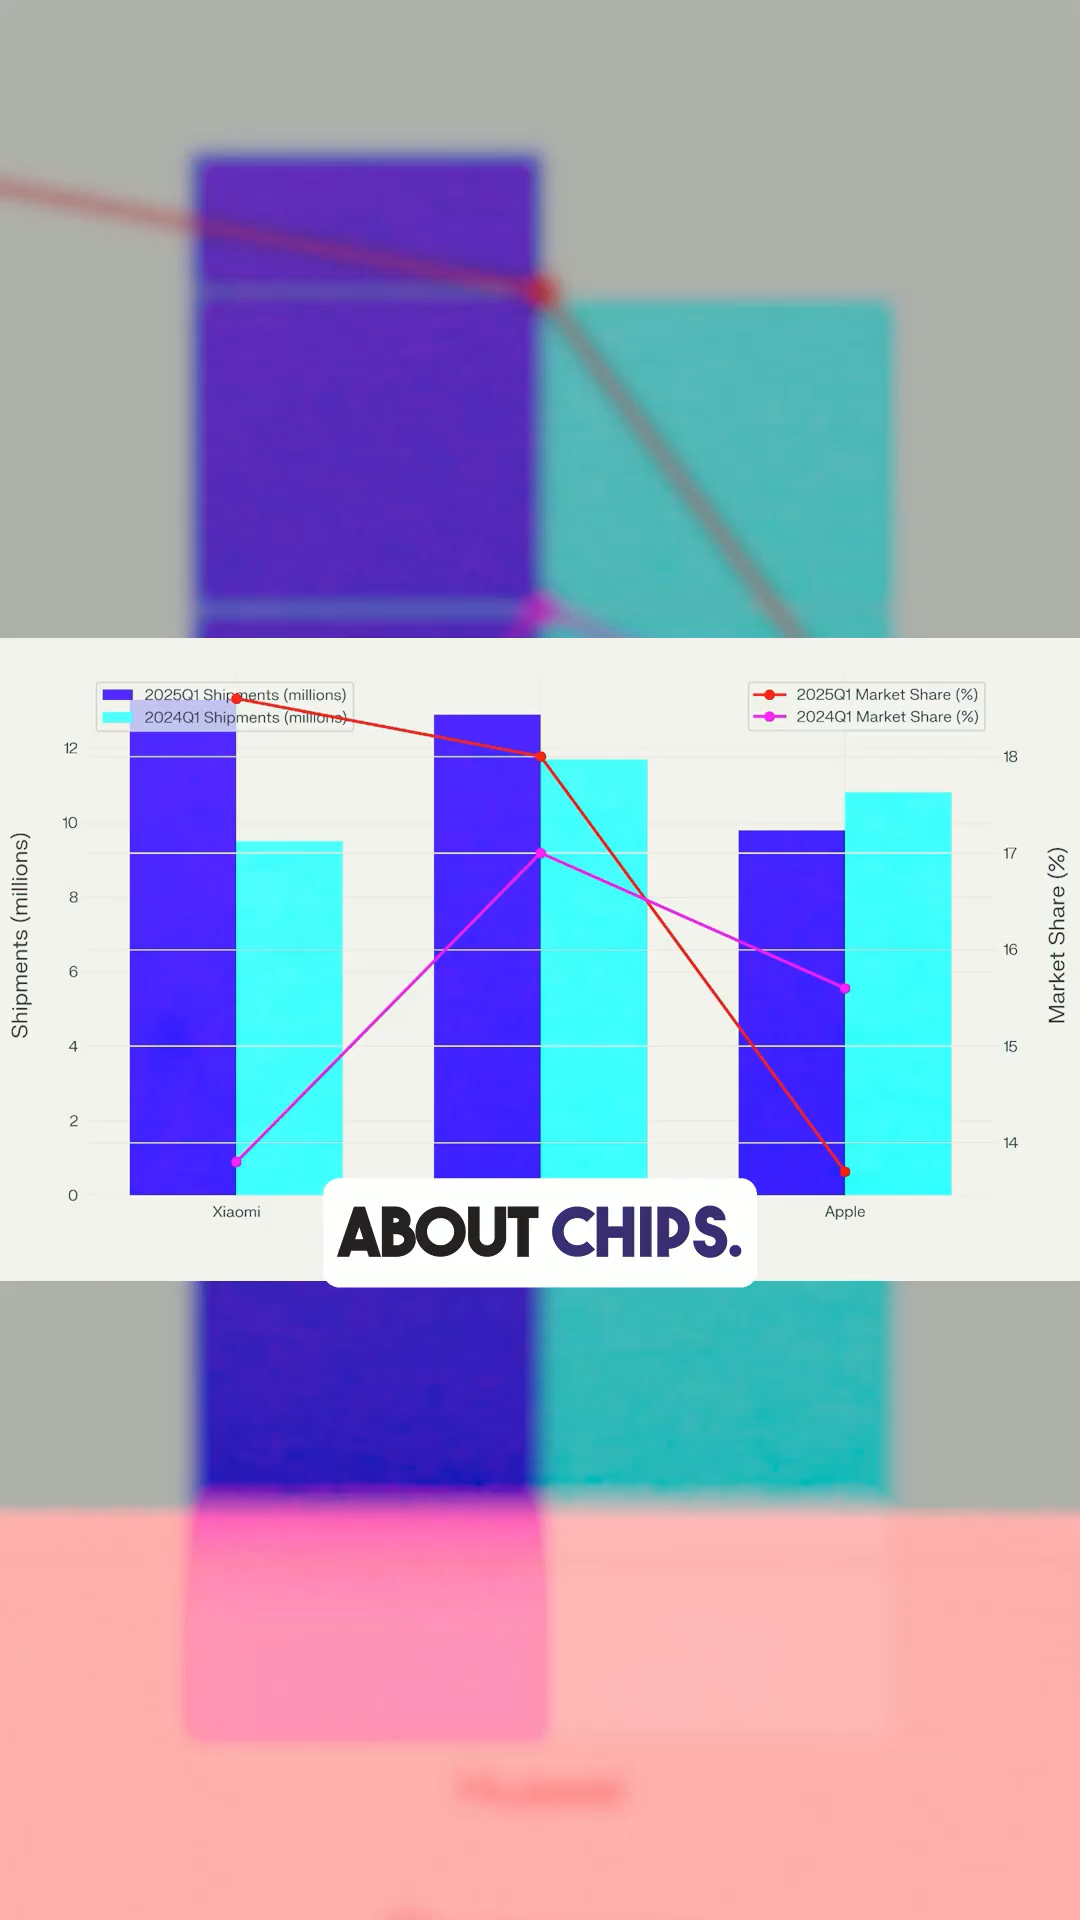 2025Q1 Shipments (millions)
2024Q1 Shipments (millions)
2025Q1 Market Share (%)
2024Q1 Market Share (%)
Shipments (millions)
12
10
8
6
4
2
0
18
17
16
15
14
Market Share (%)
Xiaomi
Apple
ABOUT CHIPS.